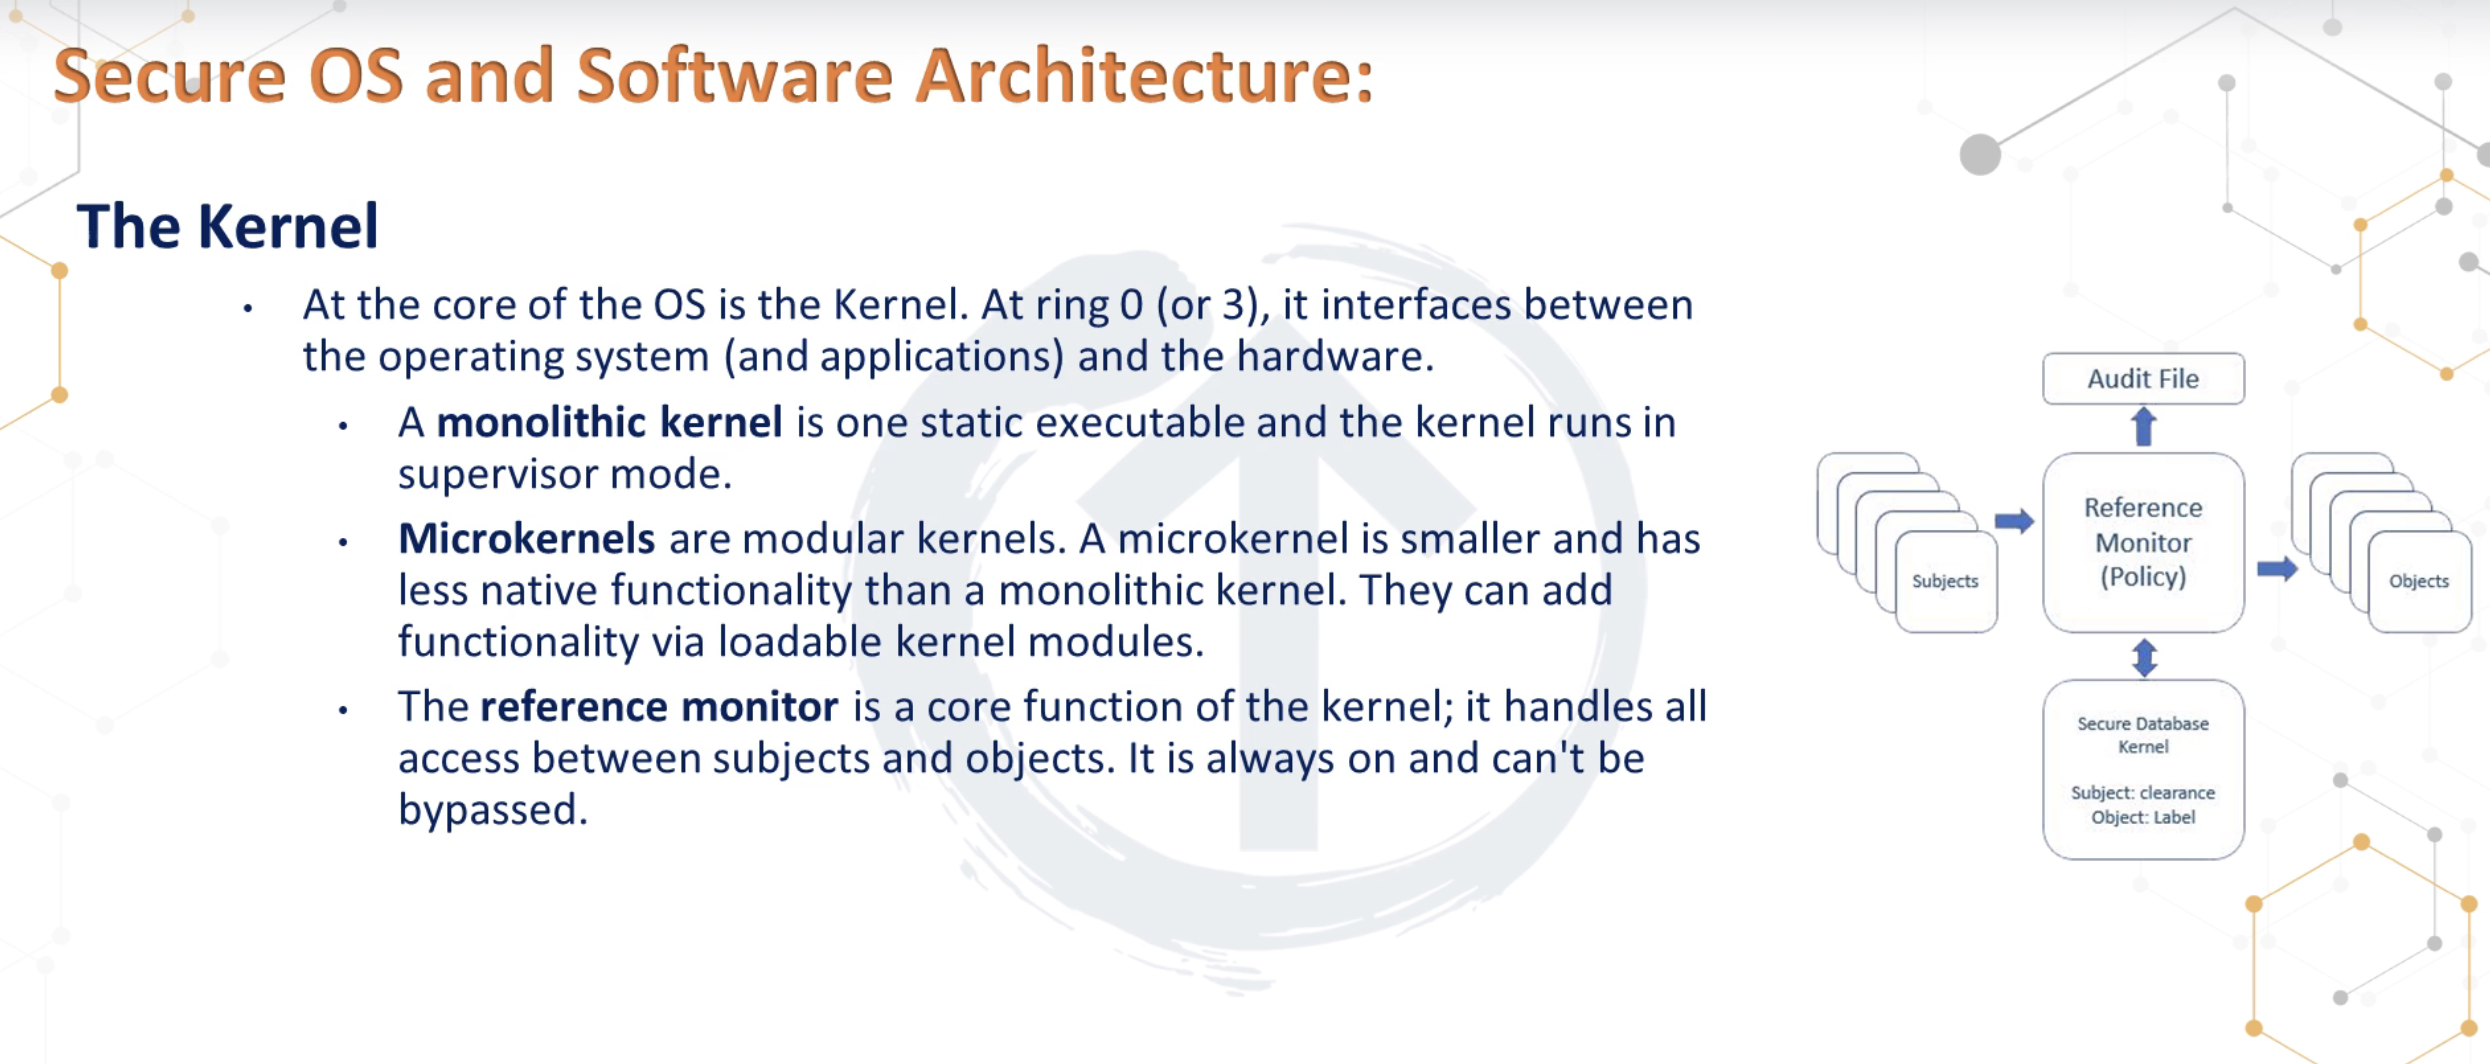 Secure OS and Software Architecture:
The Kernel
• At the core of the OS is the Kernel. At ring 0 (or 3), it interfaces between
the operating system (and applications) and the hardware.
• A monolithic kernel is one static executable and the kernel runs in
supervisor mode.
• Microkernels are modular kernels. A microkernel is smaller and has
less native functionality than a monolithic kernel. They can add
functionality via loadable kernel modules.
• The reference monitor is a core function of the kernel; it handles all
access between subjects and objects. It is always on and can't be
bypassed.
Audit File
Subjects
Reference
Monitor
(Policy)
Objects
Secure Database
Kernel
Subject: clearance
Object: Label